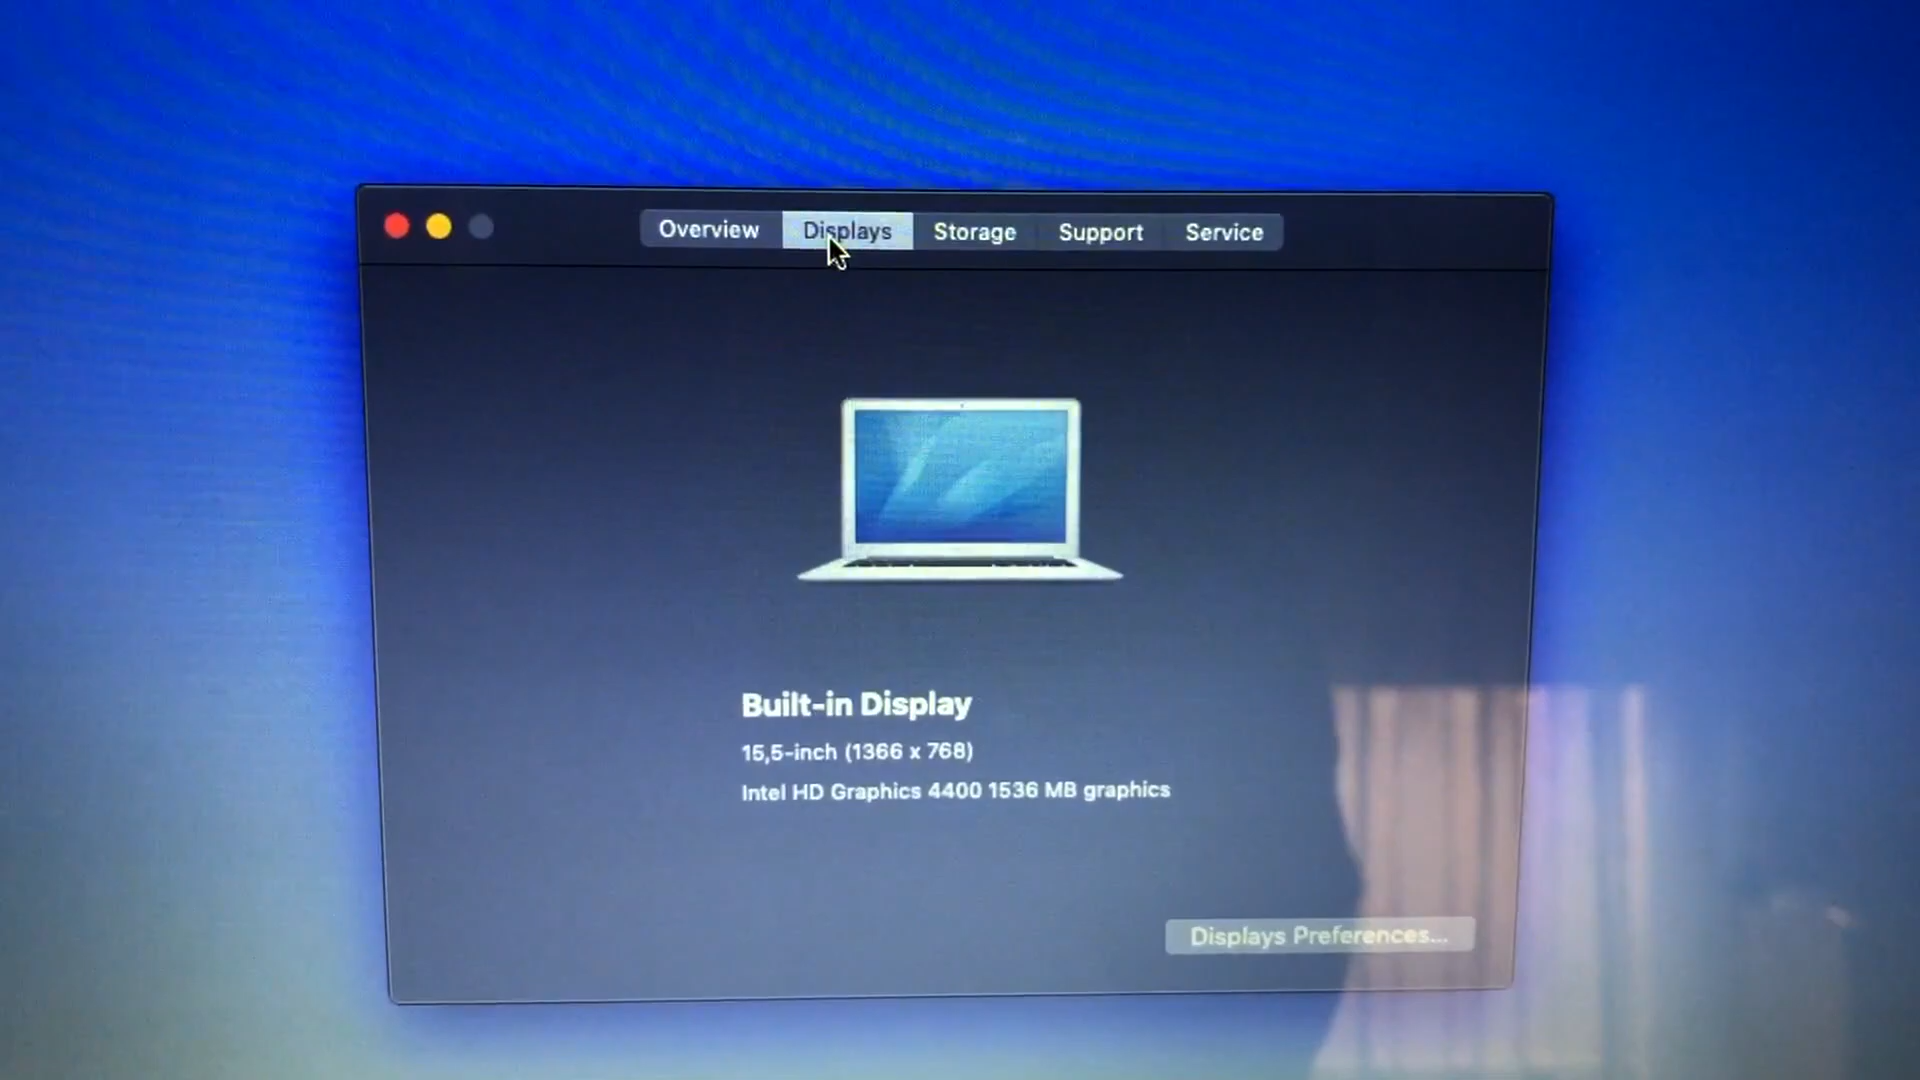 Overview Displays Storage Support Service
Built-in Display
15,5-inch (1366 x 768)
Intel HD Graphics 4400 1536 MB graphics
Displays Preferences...